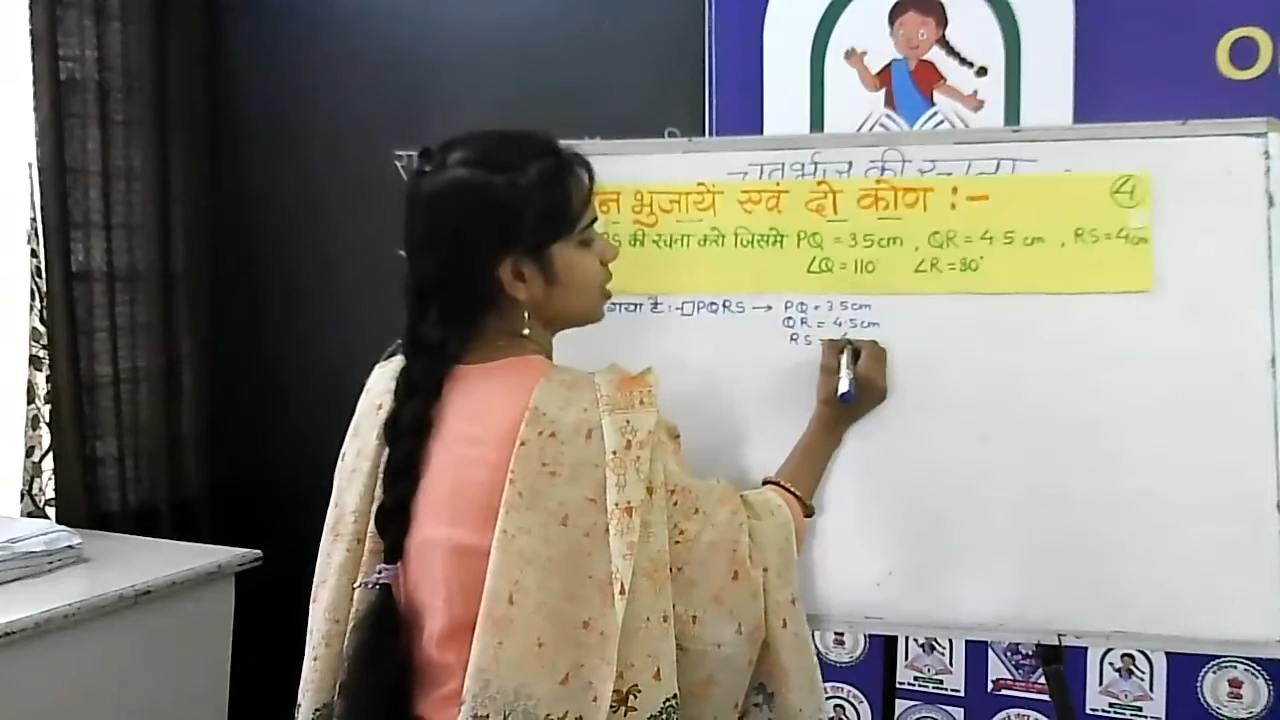 चतुर्भुज की रचना
भुजायें एवं दो कोण :- ④
की रचना करो जिसमे PQ = 3.5cm , QR = 4.5 cm , RS = 4cm
∠Q = 110° ∠R = 80°
गया है :- □PQRS → PQ = 3.5cm
QR = 4.5cm
RS =